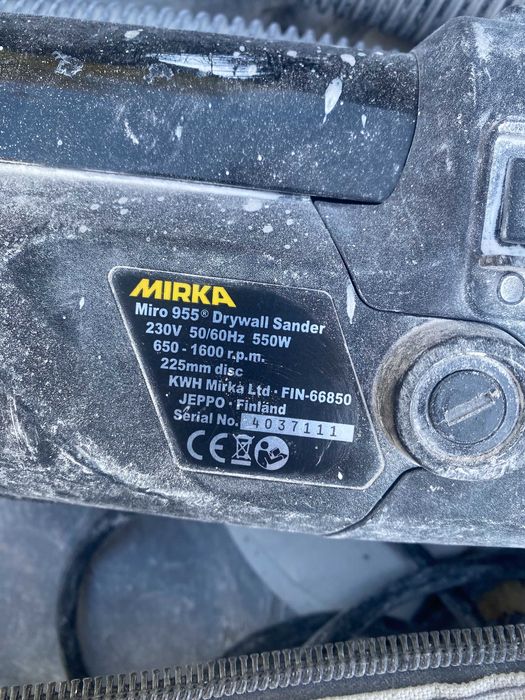 MIRKA
Miro 955® Drywall Sander
230V 50/60Hz 550W
650 - 1600 r.p.m.
225mm disc
KWH Mirka Ltd · FIN-66850
JEPPO · Finland
Serial No. 4037111
CE